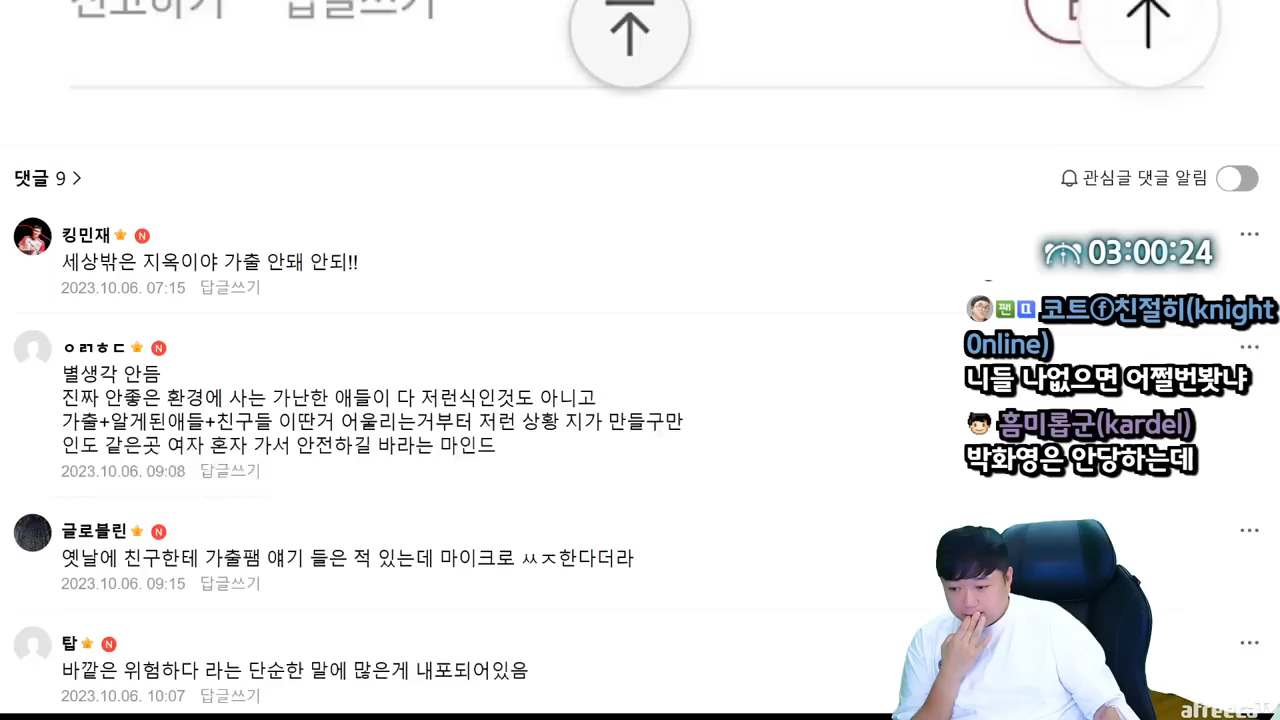 신고하기 답글쓰기
댓글 9
관심글 댓글 알림
킹민재 N
세상밖은 지옥이야 가출 안돼 안되!!
2023.10.06. 07:15 답글쓰기
03:00:24
ㅇㄺㅎㄷ N
별생각 안듬
진짜 안좋은 환경에 사는 가난한 애들이 다 저런식인것도 아니고
가출+알게된애들+친구들 이딴거 어울리는거부터 저런 상황 지가 만들구만
인도 같은곳 여자 혼자 가서 안전하길 바라는 마인드
2023.10.06. 09:08 답글쓰기
코트ⓕ친절히(knight
0nline)
니들 나없으면 어쩔번봣냐
흠미롭군(kardel)
박화영은 안당하는데
글로블린 N
옛날에 친구한테 가출팸 얘기 들은 적 있는데 마이크로 ㅆㅈ한다더라
2023.10.06. 09:15 답글쓰기
탑 N
바깥은 위험하다 라는 단순한 말에 많은게 내포되어있음
2023.10.06. 10:07 답글쓰기